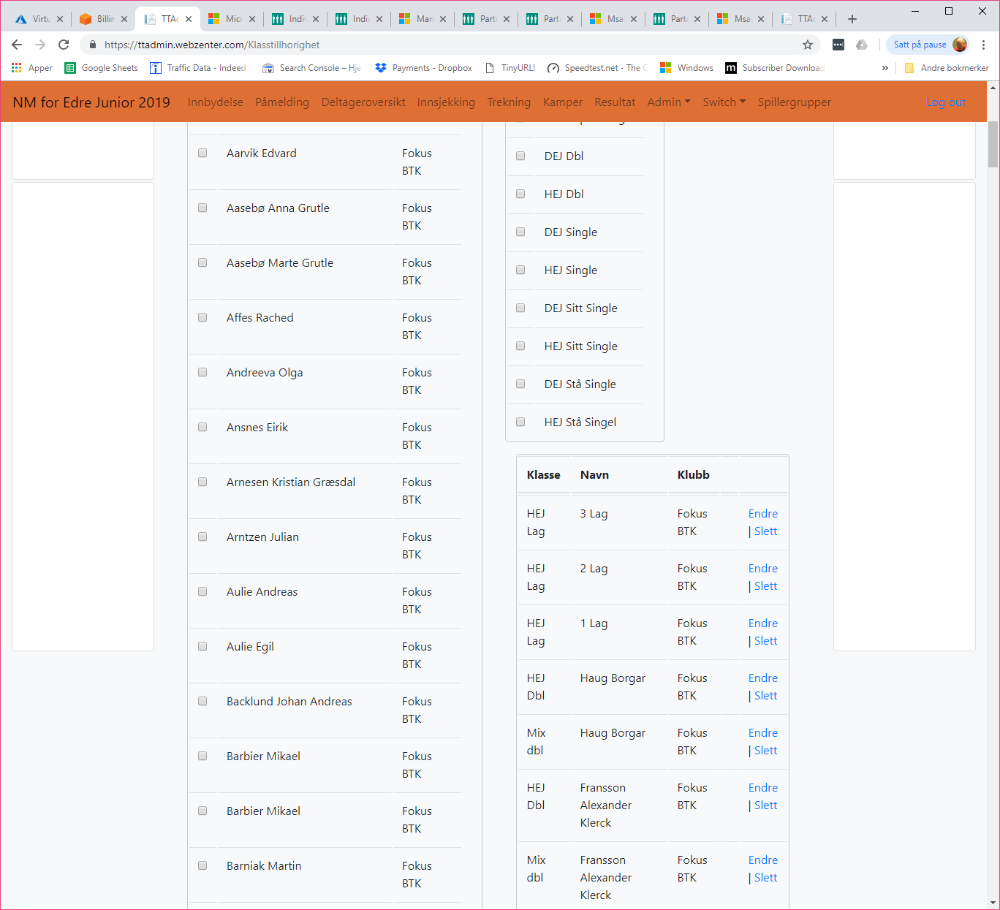 Virtu
Billin
TTAc
Micr
Indiv
Indiv
Man
Part
Part
Msa
Part
Msa
TTAc
https://ttadmin.webzenter.com/Klasstillhorighet
Satt på pause
Apper
Google Sheets
Traffic Data - Indeed
Search Console – Hje
Payments - Dropbox
TinyURL!
Speedtest.net - The G
Windows
Subscriber Download
»
Andre bokmerker
NM for Edre Junior 2019
Innbydelse
Påmelding
Deltageroversikt
Innsjekking
Trekning
Kamper
Resultat
Admin
Switch
Spillergrupper
Log out
Aarvik Edvard
Fokus
BTK
Aasebø Anna Grutle
Fokus
BTK
Aasebø Marte Grutle
Fokus
BTK
Affes Rached
Fokus
BTK
Andreeva Olga
Fokus
BTK
Ansnes Eirik
Fokus
BTK
Arnesen Kristian Græsdal
Fokus
BTK
Arntzen Julian
Fokus
BTK
Aulie Andreas
Fokus
BTK
Aulie Egil
Fokus
BTK
Backlund Johan Andreas
Fokus
BTK
Barbier Mikael
Fokus
BTK
Barbier Mikael
Fokus
BTK
Barniak Martin
Fokus
BTK
DEJ Dbl
HEJ Dbl
DEJ Single
HEJ Single
DEJ Sitt Single
HEJ Sitt Single
DEJ Stå Single
HEJ Stå Singel
Klasse
Navn
Klubb
HEJ
Lag
3 Lag
Fokus
BTK
Endre
| Slett
HEJ
Lag
2 Lag
Fokus
BTK
Endre
| Slett
HEJ
Lag
1 Lag
Fokus
BTK
Endre
| Slett
HEJ
Dbl
Haug Borgar
Fokus
BTK
Endre
| Slett
Mix
dbl
Haug Borgar
Fokus
BTK
Endre
| Slett
HEJ
Dbl
Fransson
Alexander
Klerck
Fokus
BTK
Endre
| Slett
Mix
dbl
Fransson
Alexander
Klerck
Fokus
BTK
Endre
| Slett